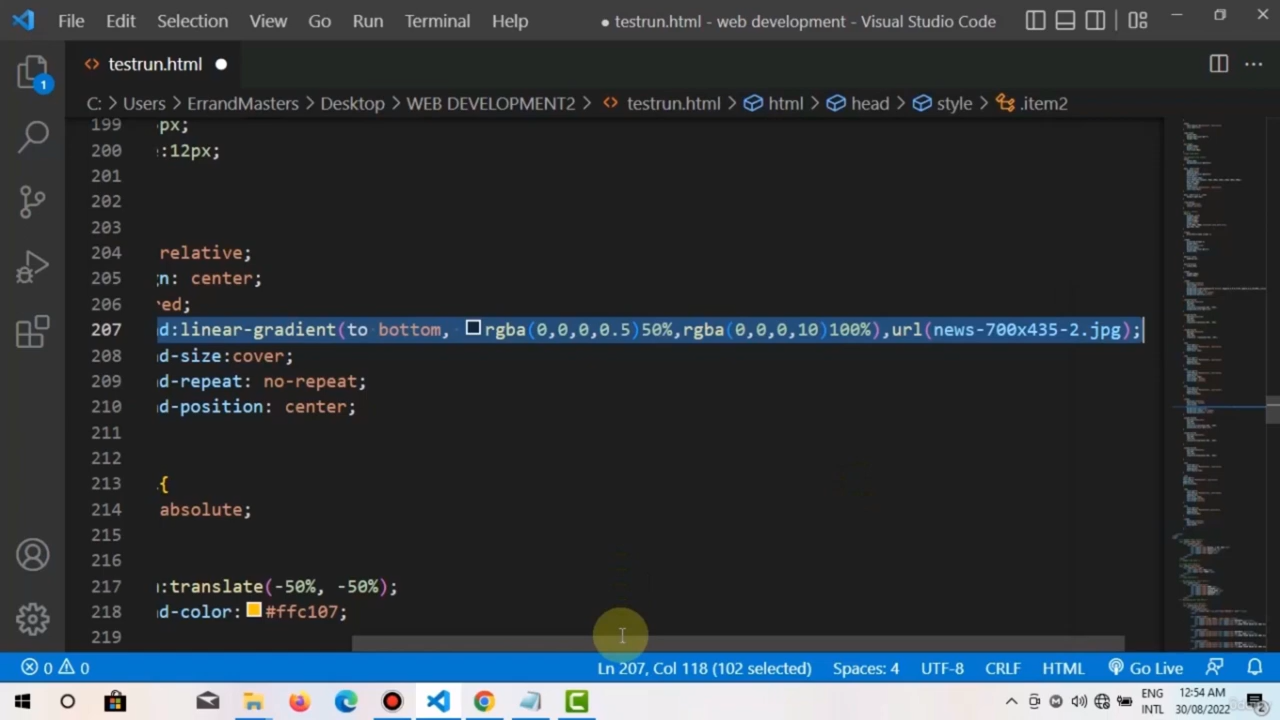 File Edit Selection View Go Run Terminal Help ● testrun.html - web development - Visual Studio Code
testrun.html
C: > Users > ErrandMasters > Desktop > WEB DEVELOPMENT2 > testrun.html > html > head > style > .item2
199 px;
200 :12px;
201
202
203
204 relative;
205 gn: center;
206 red;
207 d:linear-gradient(to bottom, rgba(0,0,0,0.5)50%,rgba(0,0,0,10)100%),url(news-700x435-2.jpg);
208 d-size:cover;
209 d-repeat: no-repeat;
210 d-position: center;
211
212
213 {
214 absolute;
215
216
217 :translate(-50%, -50%);
218 d-color: #ffc107;
219
1
0 0 Ln 207, Col 118 (102 selected) Spaces: 4 UTF-8 CRLF HTML Go Live
ENG 12:54 AM
INTL 30/08/2022 2